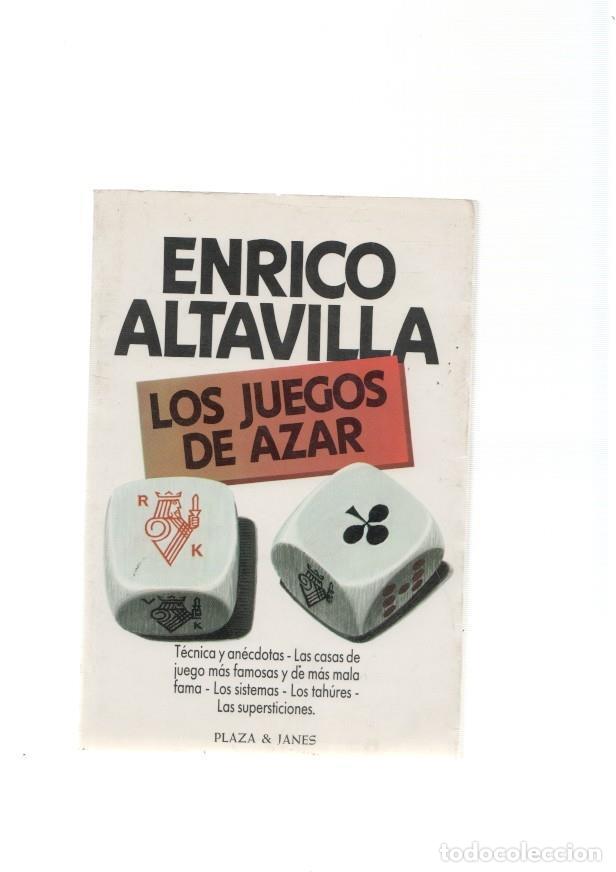 ENRICO
ALTAVILLA
LOS JUEGOS
DE AZAR
R
K
Técnica y anécdotas - Las casas de
juego más famosas y de más mala
fama - Los sistemas - Los tahúres -
Las supersticiones.
PLAZA & JANES
todocoleccion